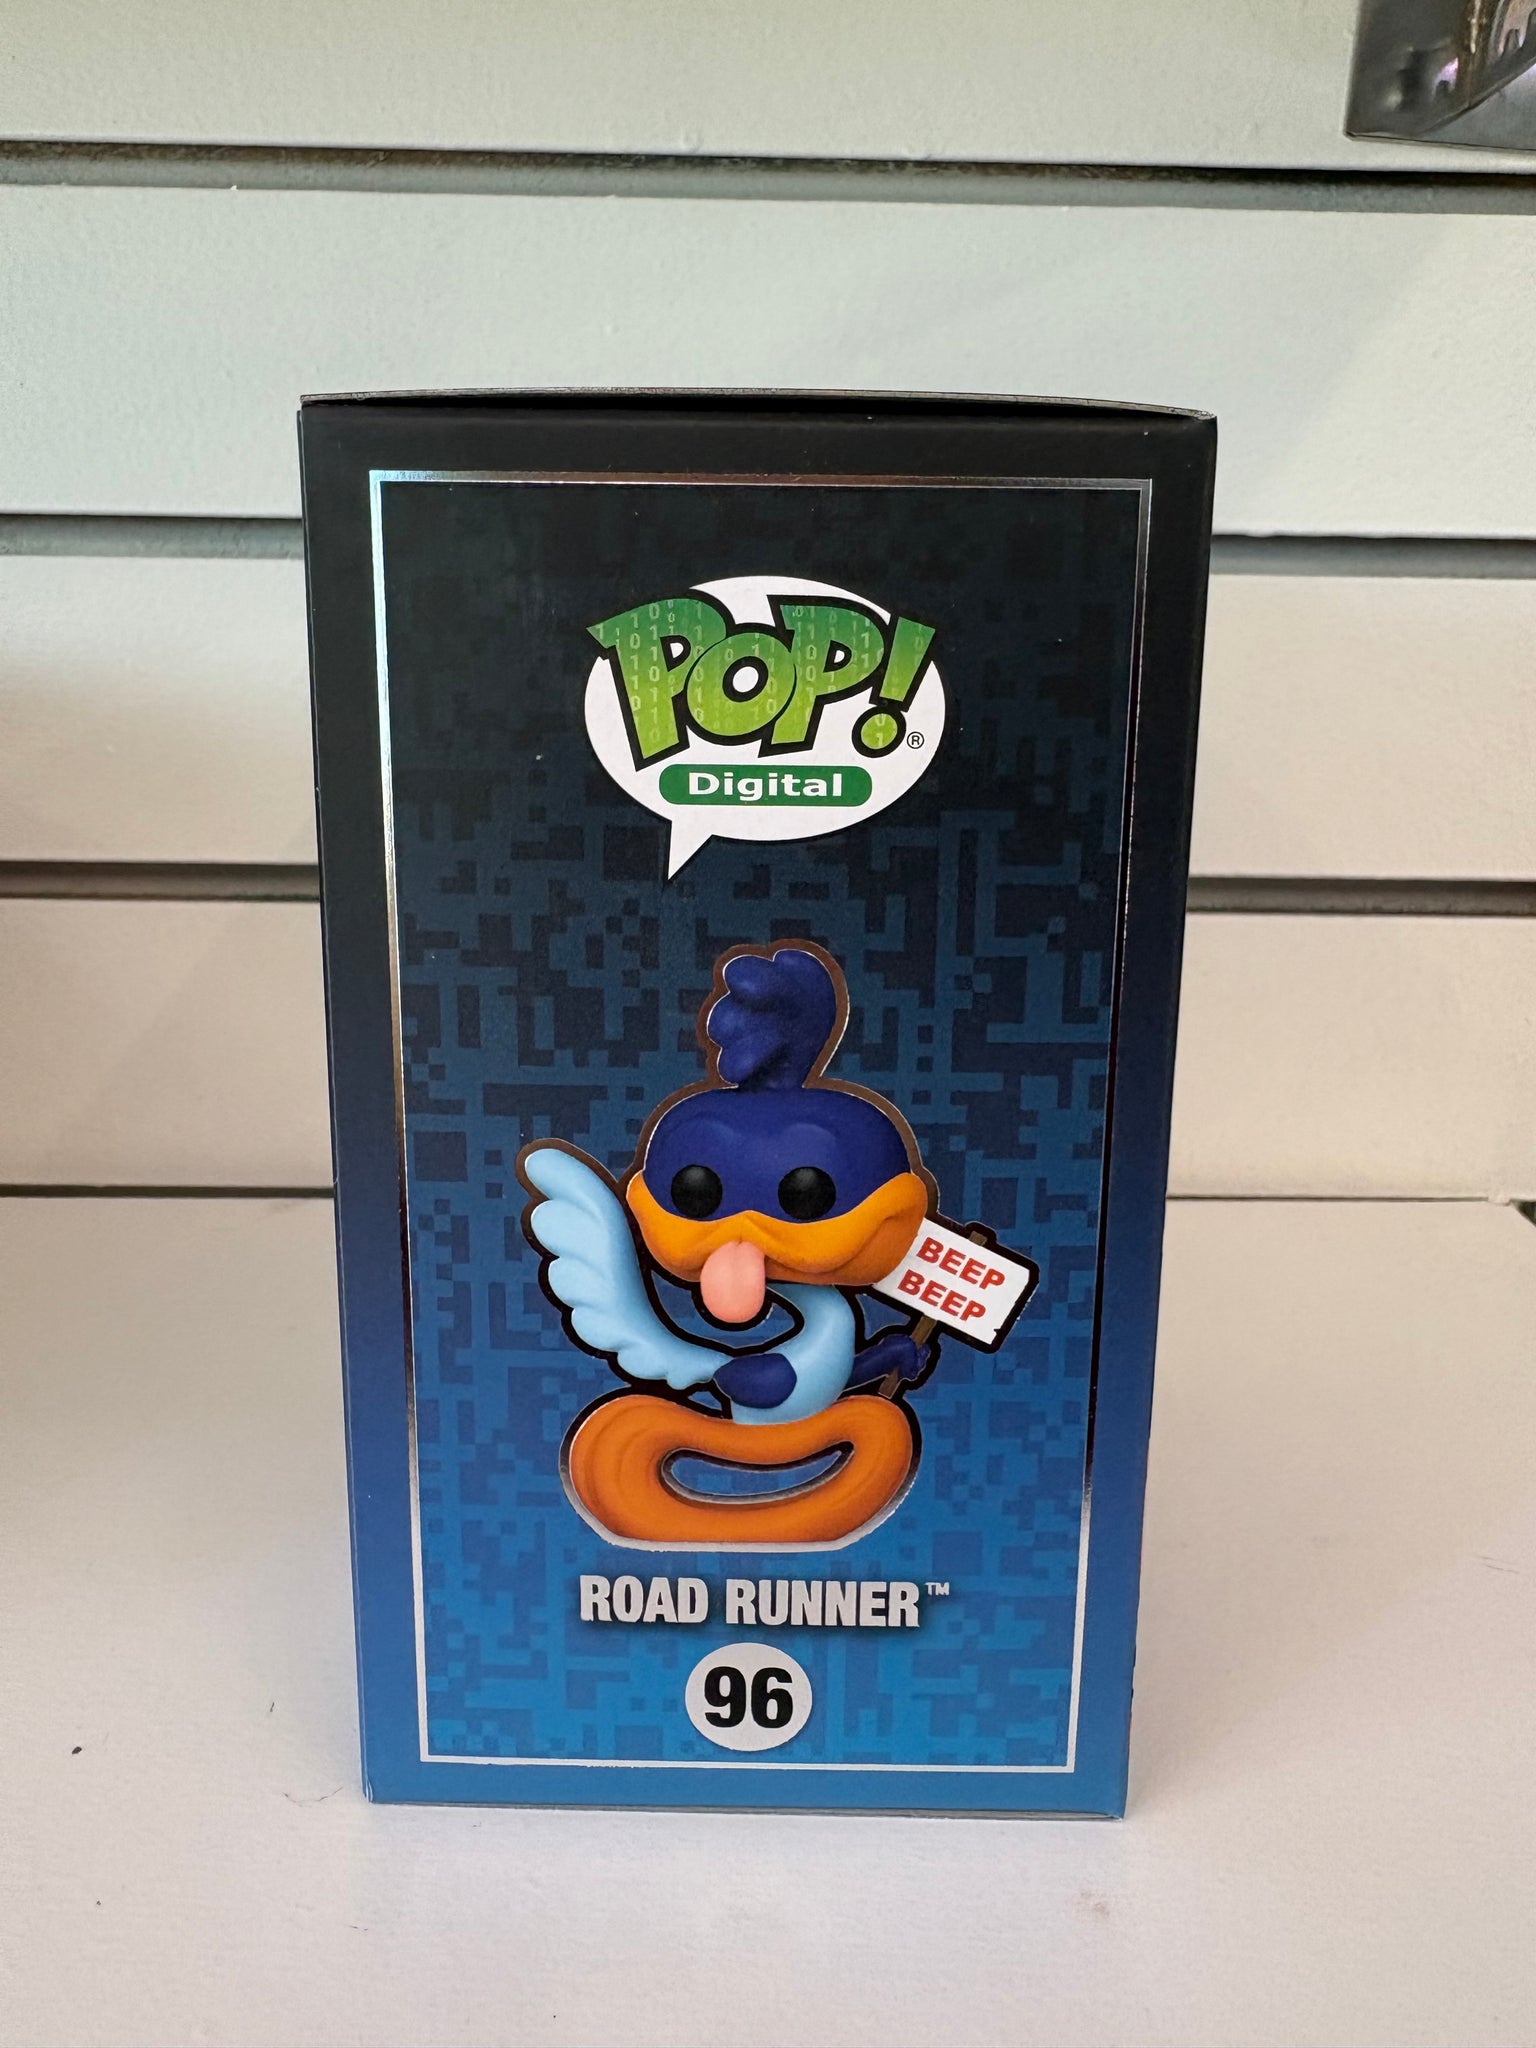 POP!®
Digital
BEEP
BEEP
ROAD RUNNER™
96